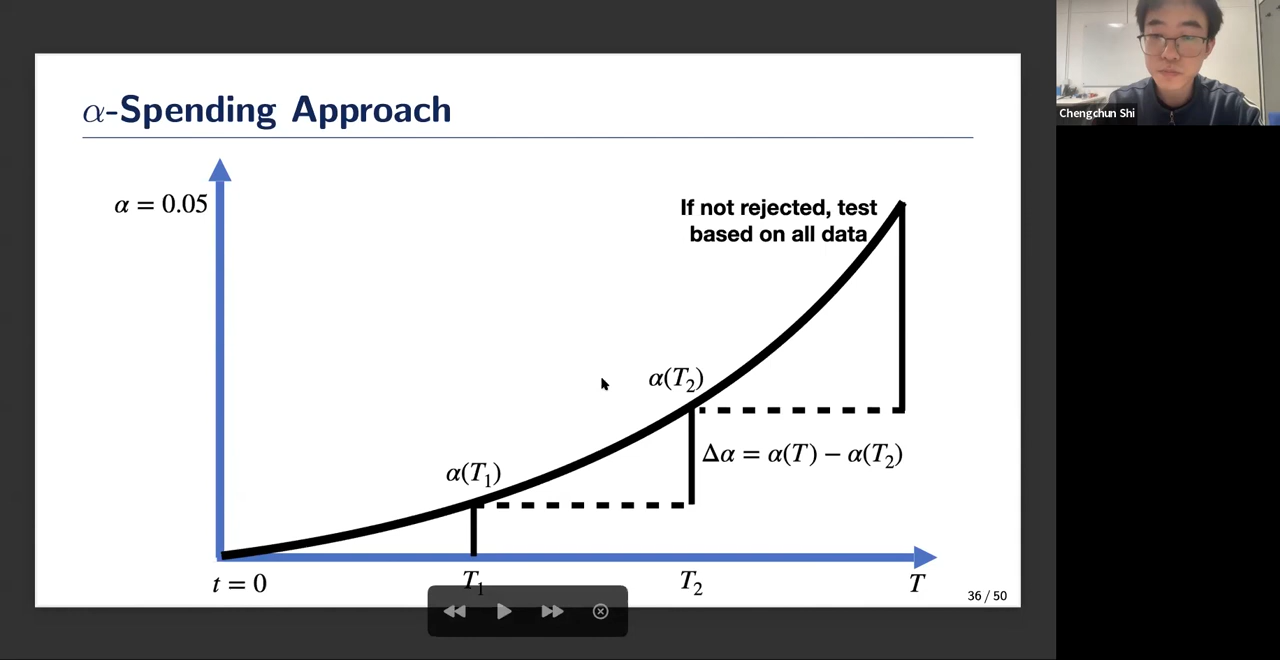 α-Spending Approach
α = 0.05
If not rejected, test
based on all data
α(T₂)
Δα = α(T) − α(T₂)
α(T₁)
t = 0
T₁
T₂
T
36 / 50
Chengchun Shi